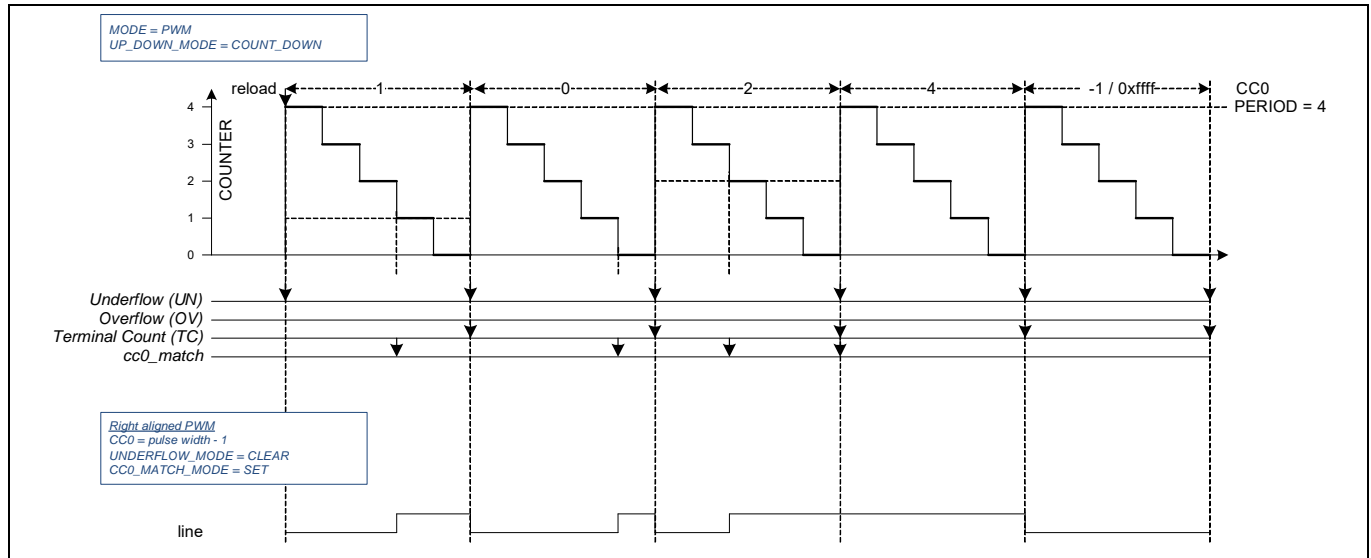 MODE = PWM
UP_DOWN_MODE = COUNT_DOWN
reload 1 0 2 4 -1 / 0xffff CC0
PERIOD = 4
4
3
2
1
0
COUNTER
Underflow (UN)
Overflow (OV)
Terminal Count (TC)
cc0_match
Right aligned PWM
CC0 = pulse width - 1
UNDERFLOW_MODE = CLEAR
CC0_MATCH_MODE = SET
line